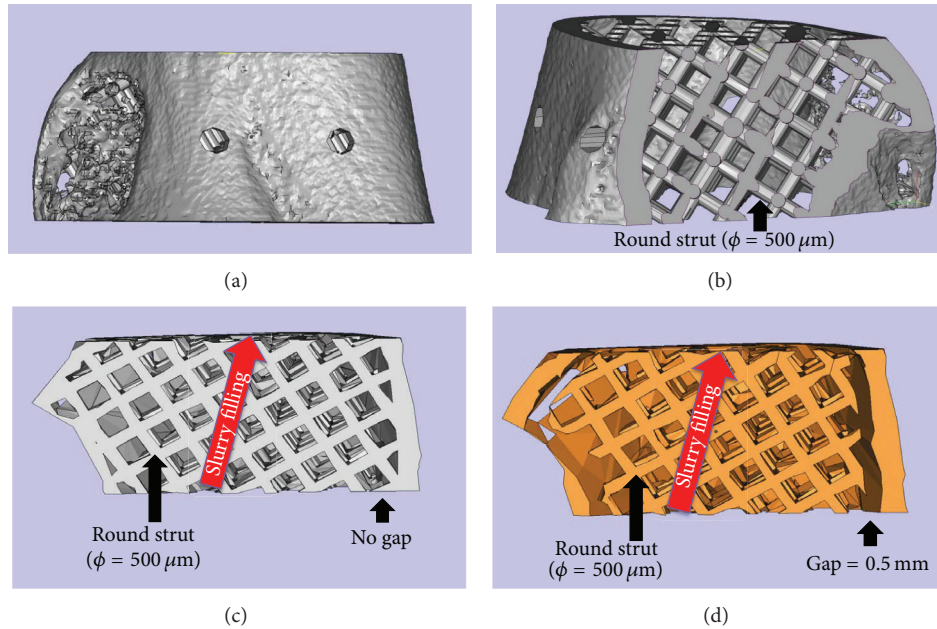 (a)
Round strut (ϕ = 500 μm)
(b)
Slurry filling
Round strut
(ϕ = 500 μm)
No gap
(c)
Slurry filling
Round strut
(ϕ = 500 μm)
Gap = 0.5 mm
(d)